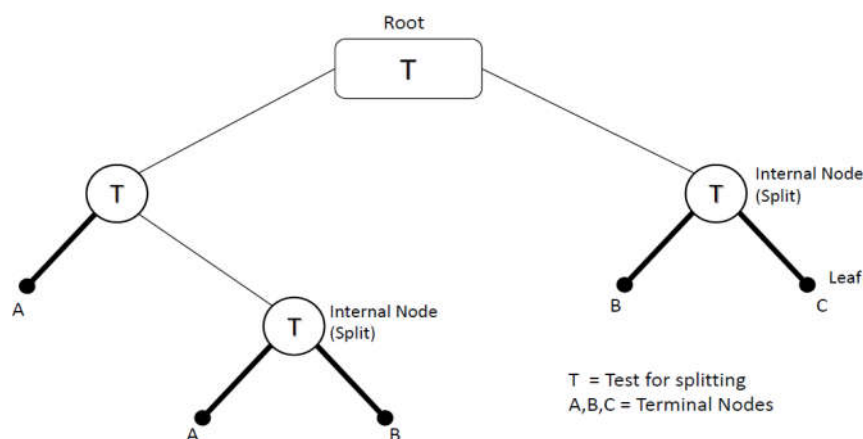 Root
T
T
T
Internal Node
(Split)
A
B
C
Leaf
T
Internal Node
(Split)
A
B
T = Test for splitting
A,B,C = Terminal Nodes